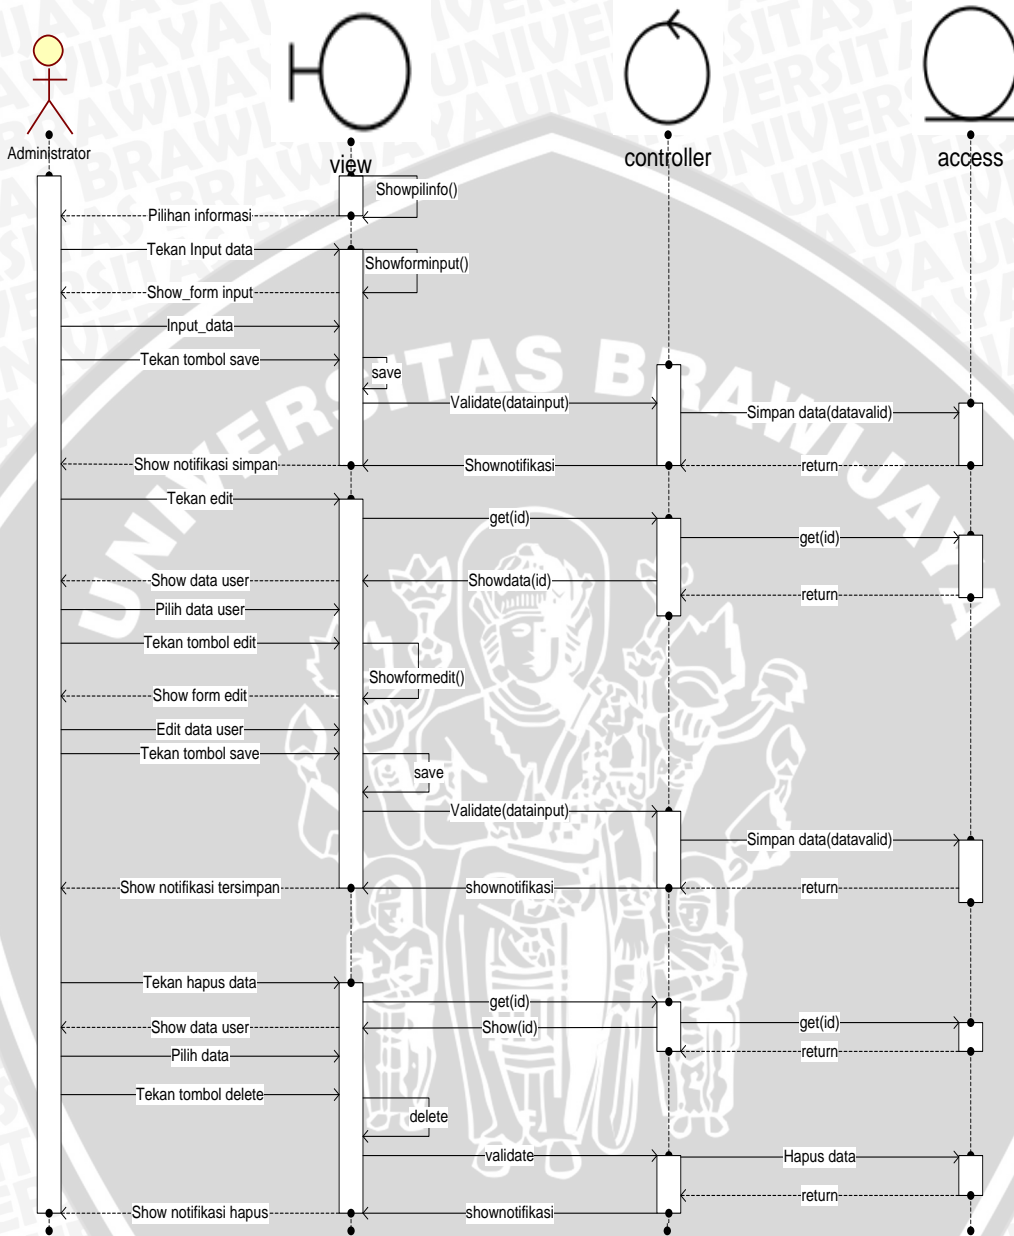 Administrator
view
controller
access
Showpilinfo()
Pilihan informasi
Tekan Input data
Showforminput()
Show_form input
Input_data
Tekan tombol save
save
Validate(datainput)
Simpan data(datavalid)
Show notifikasi simpan
Shownotifikasi
return
Tekan edit
get(id)
get(id)
Show data user
Showdata(id)
return
Pilih data user
Tekan tombol edit
Showformedit()
Show form edit
Edit data user
Tekan tombol save
save
Validate(datainput)
Simpan data(datavalid)
Show notifikasi tersimpan
shownotifikasi
return
Tekan hapus data
get(id)
Show data user
Show(id)
get(id)
return
Pilih data
Tekan tombol delete
delete
validate
Hapus data
return
Show notifikasi hapus
shownotifikasi
UNIVERSITAS BRAWIJAYA